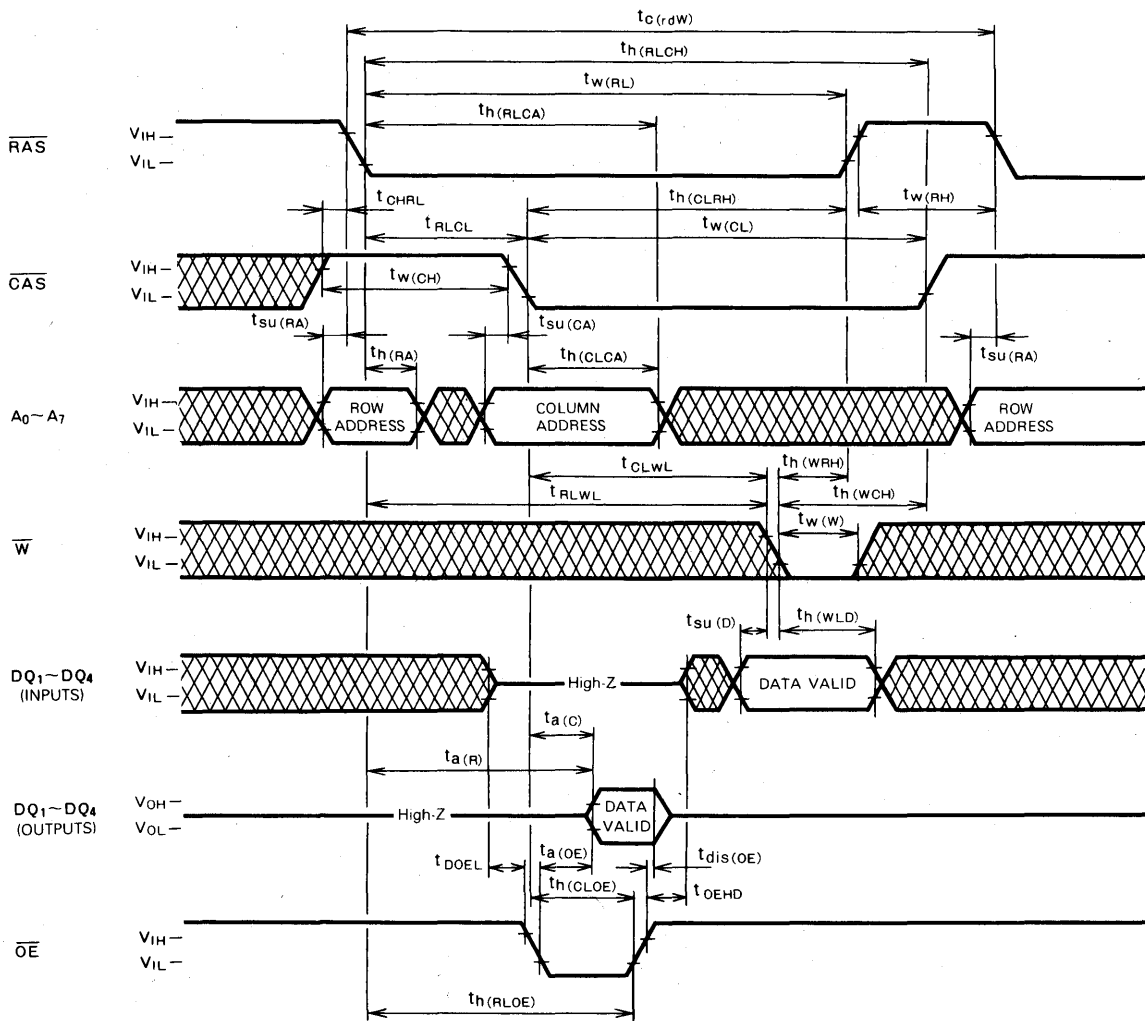 tC(rdW)
th(RLCH)
tW(RL)
th(RLCA)
RAS
VIH
VIL
tCHRL
th(CLRH)
tW(RH)
tRLCL
tW(CL)
CAS
VIH
VIL
tW(CH)
tsu(RA)
tsu(CA)
th(RA)
th(CLCA)
tsu(RA)
A0~A7
VIH
VIL
ROW ADDRESS
COLUMN ADDRESS
ROW ADDRESS
tCLWL
th(WRH)
tRLWL
th(WCH)
tW(W)
W
VIH
VIL
tsu(D)
th(WLD)
DQ1~DQ4
(INPUTS)
VIH
VIL
High-Z
DATA VALID
ta(C)
ta(R)
DQ1~DQ4
(OUTPUTS)
VOH
VOL
High-Z
DATA
VALID
tDOEL
ta(OE)
tdis(OE)
th(CLOE)
tOEHD
OE
VIH
VIL
th(RLOE)